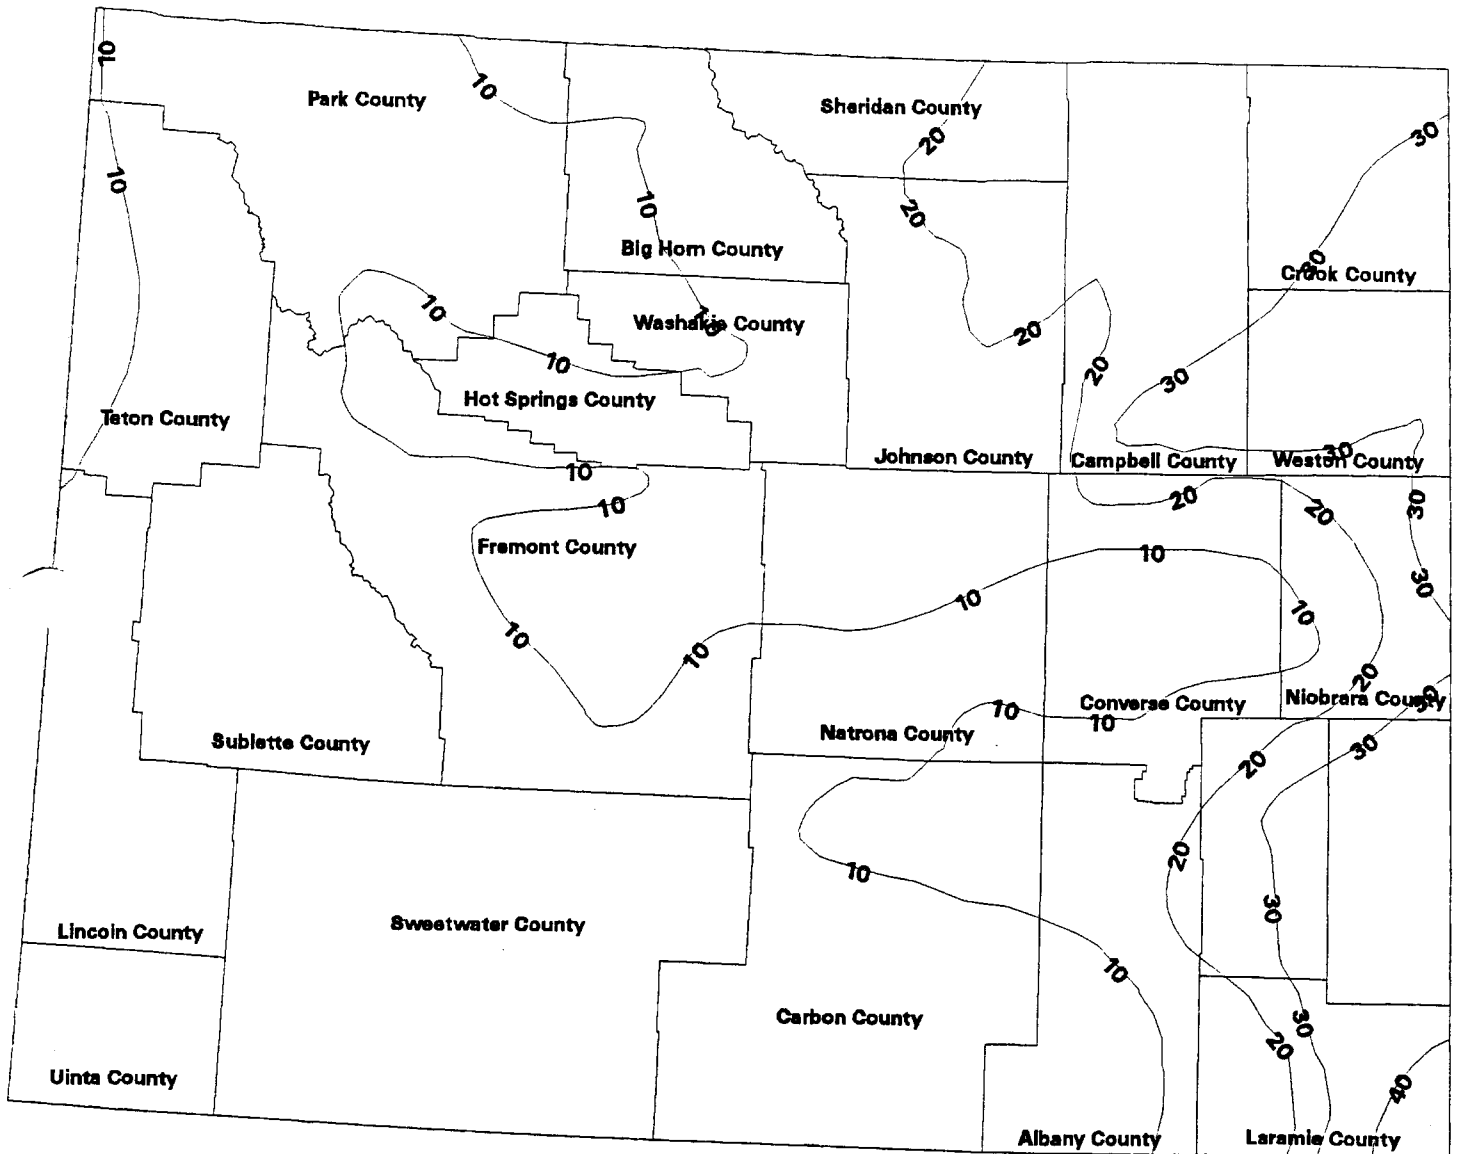 10
Park County
10
Sheridan County
20
30
10
10
20
Big Horn County
30
Crook County
10
10
Washakie County
20
10
20
30
Hot Springs County
Teton County
30
Johnson County
Campbell County
Weston County
10
10
20
20
30
Fremont County
10
30
10
10
10
10
20
Niobrara County
30
Converse County
10
10
Natrona County
Sublette County
30
20
20
10
30
Sweetwater County
Lincoln County
10
Carbon County
30
20
Uinta County
40
Albany County
Laramie County